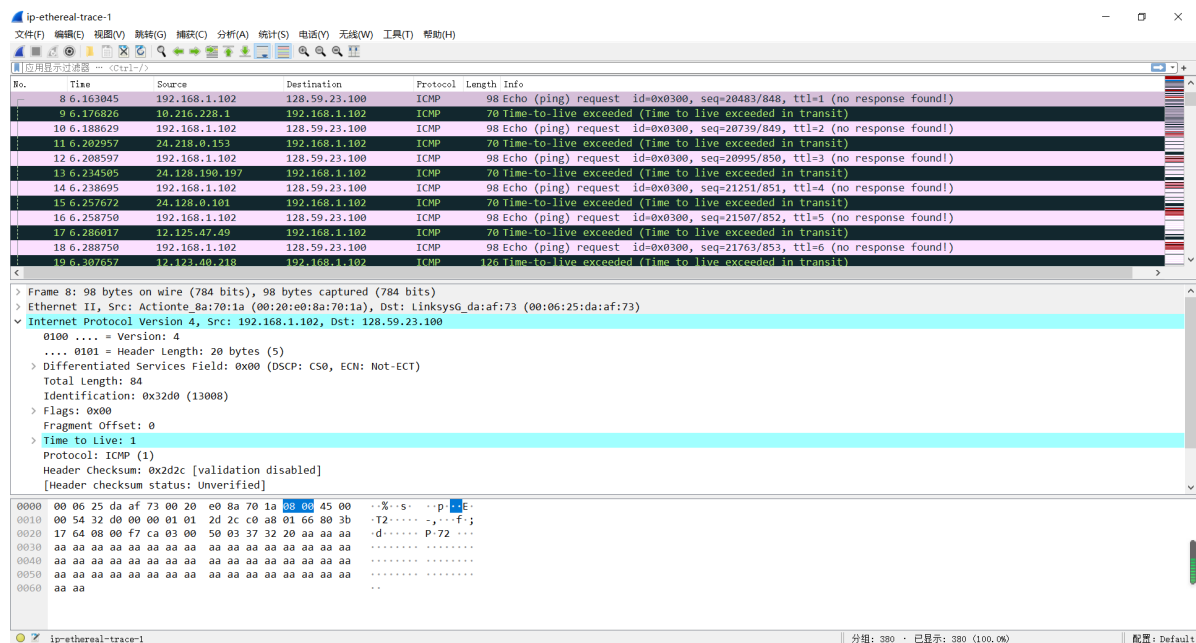 ip-ethereal-trace-1
文件(F) 编辑(E) 视图(V) 跳转(G) 捕获(C) 分析(A) 统计(S) 电话(Y) 无线(W) 工具(T) 帮助(H)
应用显示过滤器 … <Ctrl-/>
No. Time Source Destination Protocol Length Info
8 6.163045 192.168.1.102 128.59.23.100 ICMP 98 Echo (ping) request id=0x0300, seq=20483/848, ttl=1 (no response found!)
9 6.176826 10.216.228.1 192.168.1.102 ICMP 70 Time-to-live exceeded (Time to live exceeded in transit)
10 6.188629 192.168.1.102 128.59.23.100 ICMP 98 Echo (ping) request id=0x0300, seq=20739/849, ttl=2 (no response found!)
11 6.202957 24.218.0.153 192.168.1.102 ICMP 70 Time-to-live exceeded (Time to live exceeded in transit)
12 6.208597 192.168.1.102 128.59.23.100 ICMP 98 Echo (ping) request id=0x0300, seq=20995/850, ttl=3 (no response found!)
13 6.234505 24.128.190.197 192.168.1.102 ICMP 70 Time-to-live exceeded (Time to live exceeded in transit)
14 6.238695 192.168.1.102 128.59.23.100 ICMP 98 Echo (ping) request id=0x0300, seq=21251/851, ttl=4 (no response found!)
15 6.257672 24.128.0.101 192.168.1.102 ICMP 70 Time-to-live exceeded (Time to live exceeded in transit)
16 6.258750 192.168.1.102 128.59.23.100 ICMP 98 Echo (ping) request id=0x0300, seq=21507/852, ttl=5 (no response found!)
17 6.286017 12.125.47.49 192.168.1.102 ICMP 70 Time-to-live exceeded (Time to live exceeded in transit)
18 6.288750 192.168.1.102 128.59.23.100 ICMP 98 Echo (ping) request id=0x0300, seq=21763/853, ttl=6 (no response found!)
19 6.307657 12.123.40.218 192.168.1.102 ICMP 126 Time-to-live exceeded (Time to live exceeded in transit)
Frame 8: 98 bytes on wire (784 bits), 98 bytes captured (784 bits)
Ethernet II, Src: Actionte_8a:70:1a (00:20:e0:8a:70:1a), Dst: LinksysG_da:af:73 (00:06:25:da:af:73)
Internet Protocol Version 4, Src: 192.168.1.102, Dst: 128.59.23.100
0100 .... = Version: 4
.... 0101 = Header Length: 20 bytes (5)
Differentiated Services Field: 0x00 (DSCP: CS0, ECN: Not-ECT)
Total Length: 84
Identification: 0x32d0 (13008)
Flags: 0x00
Fragment Offset: 0
Time to Live: 1
Protocol: ICMP (1)
Header Checksum: 0x2d2c [validation disabled]
[Header checksum status: Unverified]
0000 00 06 25 da af 73 00 20 e0 8a 70 1a 08 00 45 00 ··%··s· ··p···E·
0010 00 54 32 d0 00 00 01 01 2d 2c c0 a8 01 66 80 3b ·T2····· -,···f·;
0020 17 64 08 00 f7 ca 03 00 50 03 37 32 20 aa aa aa ·d······ P·72 ···
0030 aa aa aa aa aa aa aa aa aa aa aa aa aa aa aa aa ········ ········
0040 aa aa aa aa aa aa aa aa aa aa aa aa aa aa aa aa ········ ········
0050 aa aa aa aa aa aa aa aa aa aa aa aa aa aa aa aa ········ ········
0060 aa aa ··
ip-ethereal-trace-1 分组: 380 · 已显示: 380 (100.0%) 配置: Default